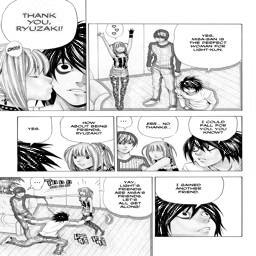 YES,
MISA-SAN IS
THE PERFECT
WOMAN FOR
LIGHT-KUN.
THANK
YOU,
RYUZAKI!
I COULD
FALL FOR
YOU, YOU
KNOW?
ERR... NO
THANKS...
...
HOW
ABOUT BEING
FRIENDS,
RYUZAKI?
YES.
I GAINED
ANOTHER
FRIEND.
YAY,
LIGHT'S
FRIENDS
ARE MISA'S
FRIENDS.
LET'S
ALL GET
ALONG!
...